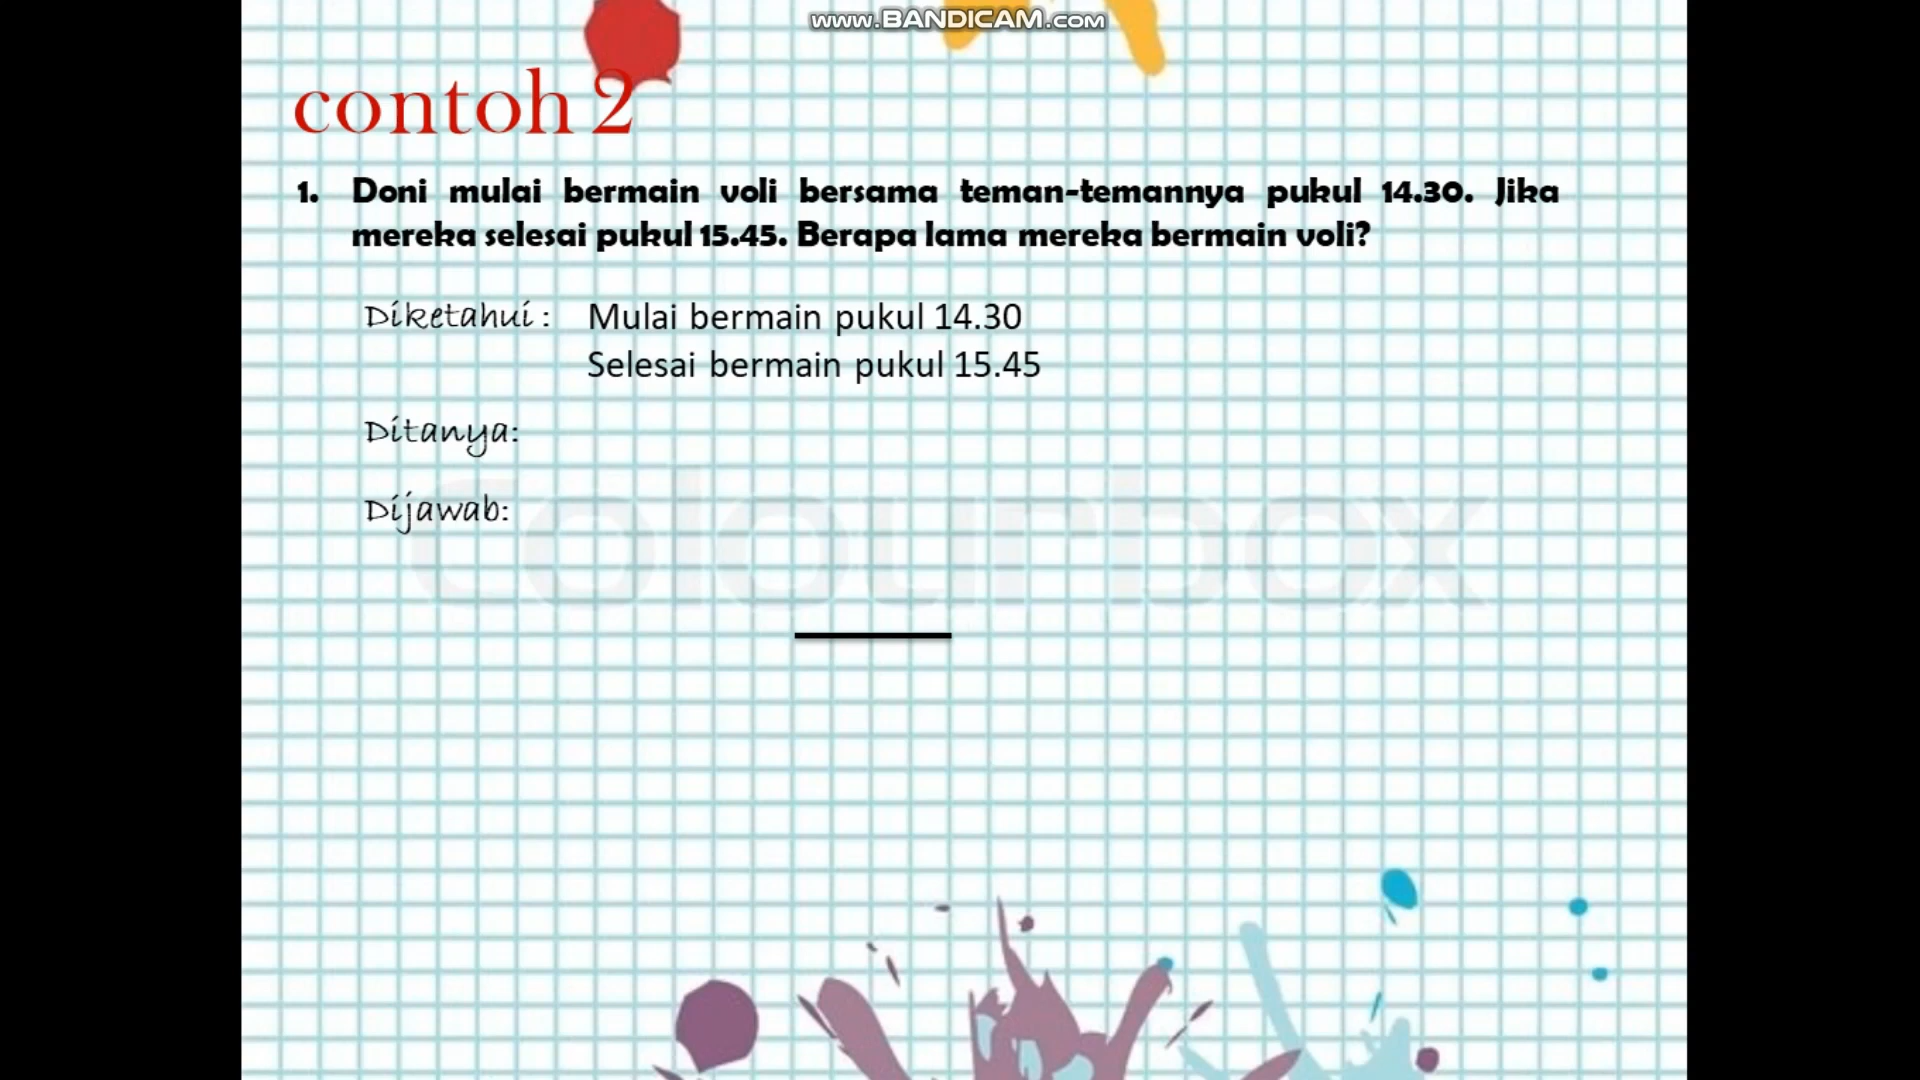 www.BANDICAM.com
contoh 2
1. Doni mulai bermain voli bersama teman-temannya pukul 14.30. Jika
mereka selesai pukul 15.45. Berapa lama mereka bermain voli?
Diketahui : Mulai bermain pukul 14.30
Selesai bermain pukul 15.45
Ditanya:
Dijawab:
colourbox